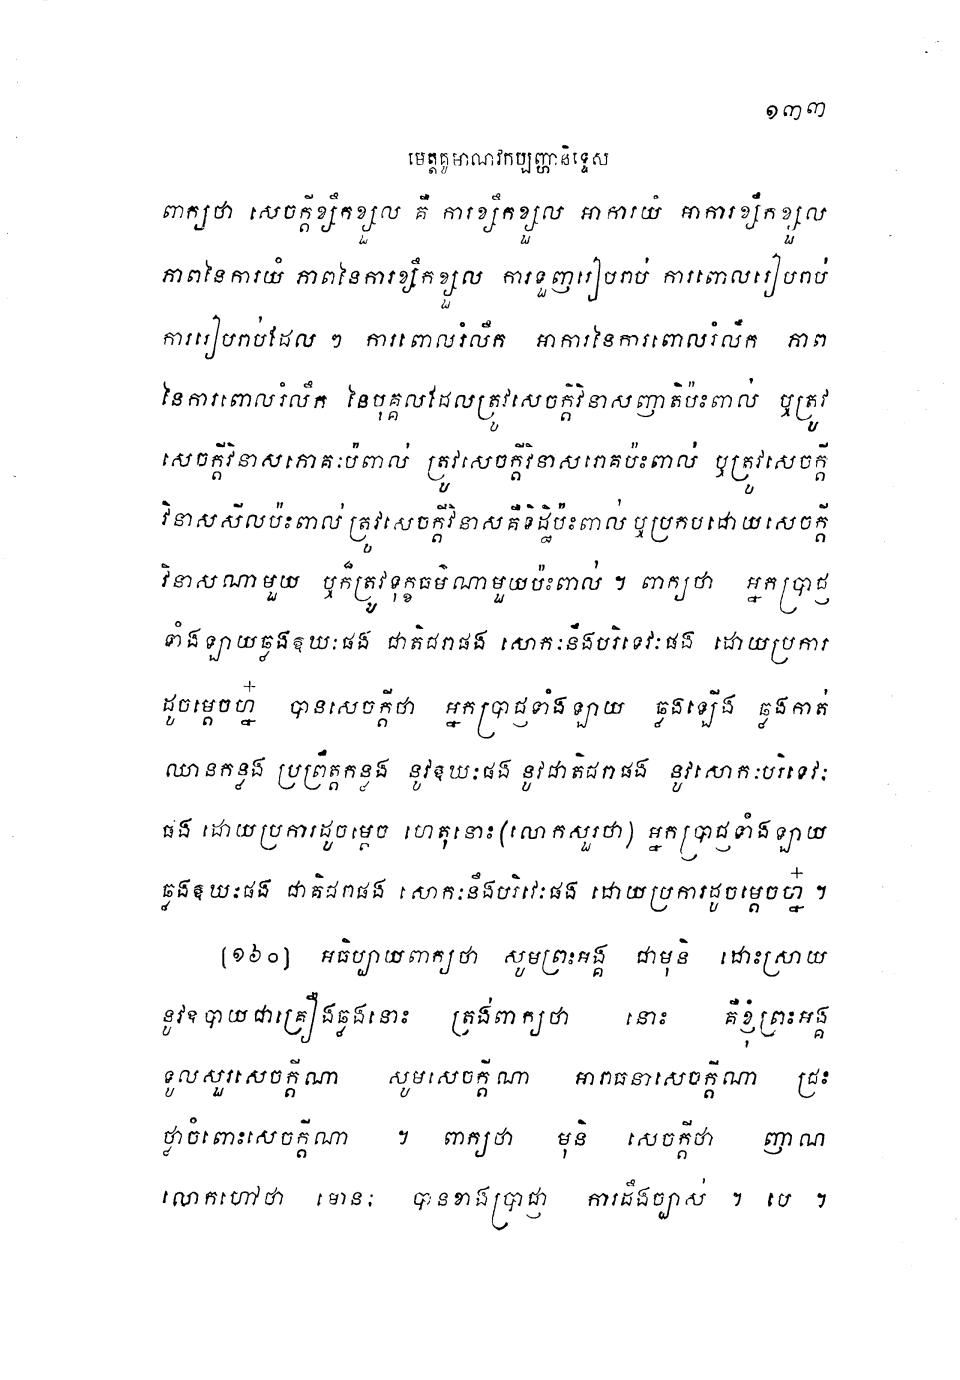 ១៣៣
មេត្តគូមាណវកប្បញ្ហានិទ្ទេស
ពាក្យថា សេចក្តីខ្សឹកខ្សួល គឺ ការខ្សឹកខ្សួល អាការយំ អាការខ្សឹកខ្សួល
ភាពនៃការយំ ភាពនៃការខ្សឹកខ្សួល ការទួញរៀបរាប់ ការពោលរៀបរាប់
ការរៀបរាប់ដែល ៗ ការពោលរំលឹក អាការនៃការពោលរំលឹក ភាព
នៃការពោលរំលឹក នៃបុគ្គលដែលត្រូវសេចក្តីវិនាសញាតិប៉ះពាល់ ឬត្រូវ
សេចក្តីវិនាសភោគៈប៉ពាល់ ត្រូវសេចក្តីវិនាសរោគប៉ះពាល់ ឬត្រូវសេចក្តី
វិនាសសីលប៉ះពាល់ ត្រូវសេចក្តីវិនាសគឺទិដ្ឋិប៉ះពាល់ ឬប្រកបដោយសេចក្តី
វិនាសណាមួយ ឬក៏ត្រូវទុក្ខធម៌ណាមួយប៉ះពាល់ ។ ពាក្យថា អ្នកប្រាជ្ញ
ទាំងឡាយឆ្លងឱឃៈផង ជាតិជរាផង សោកៈនឹងបរិទេវៈផង ដោយប្រការ
ដូចម្តេចហ្ន៎ បានសេចក្តីថា អ្នកប្រាជ្ញទាំងឡាយ ឆ្លងឡើង ឆ្លងកាត់
ឈានកន្លង ប្រព្រឹត្តកន្លង នូវឱឃៈផង នូវជាតិជរាផង នូវសោកៈបរិទេវៈ
ផង ដោយប្រការដូចម្តេច ហេតុនោះ (លោកសួរថា) អ្នកប្រាជ្ញទាំងឡាយ
ឆ្លងឱឃៈផង ជាតិជរាផង សោកៈនឹងបរិវេៈផង ដោយប្រការដូចម្តេចហ្ន៎ ។
(១៦០) អធិប្បាយពាក្យថា សូមព្រះអង្គ ជាមុនិ ដោះស្រាយ
នូវឧបាយជាគ្រឿងឆ្លងនោះ ត្រង់ពាក្យថា នោះ គឺខ្ញុំព្រះអង្គ
ទូលសួរសេចក្តីណា សូមសេចក្តីណា អារាធនាសេចក្តីណា ជ្រះ
ថ្លាចំពោះសេចក្តីណា ។ ពាក្យថា មុនិ សេចក្តីថា ញាណ
លោកហៅថា មោនៈ បានខាងប្រាជ្ញា ការដឹងច្បាស់ ។ បេ ។